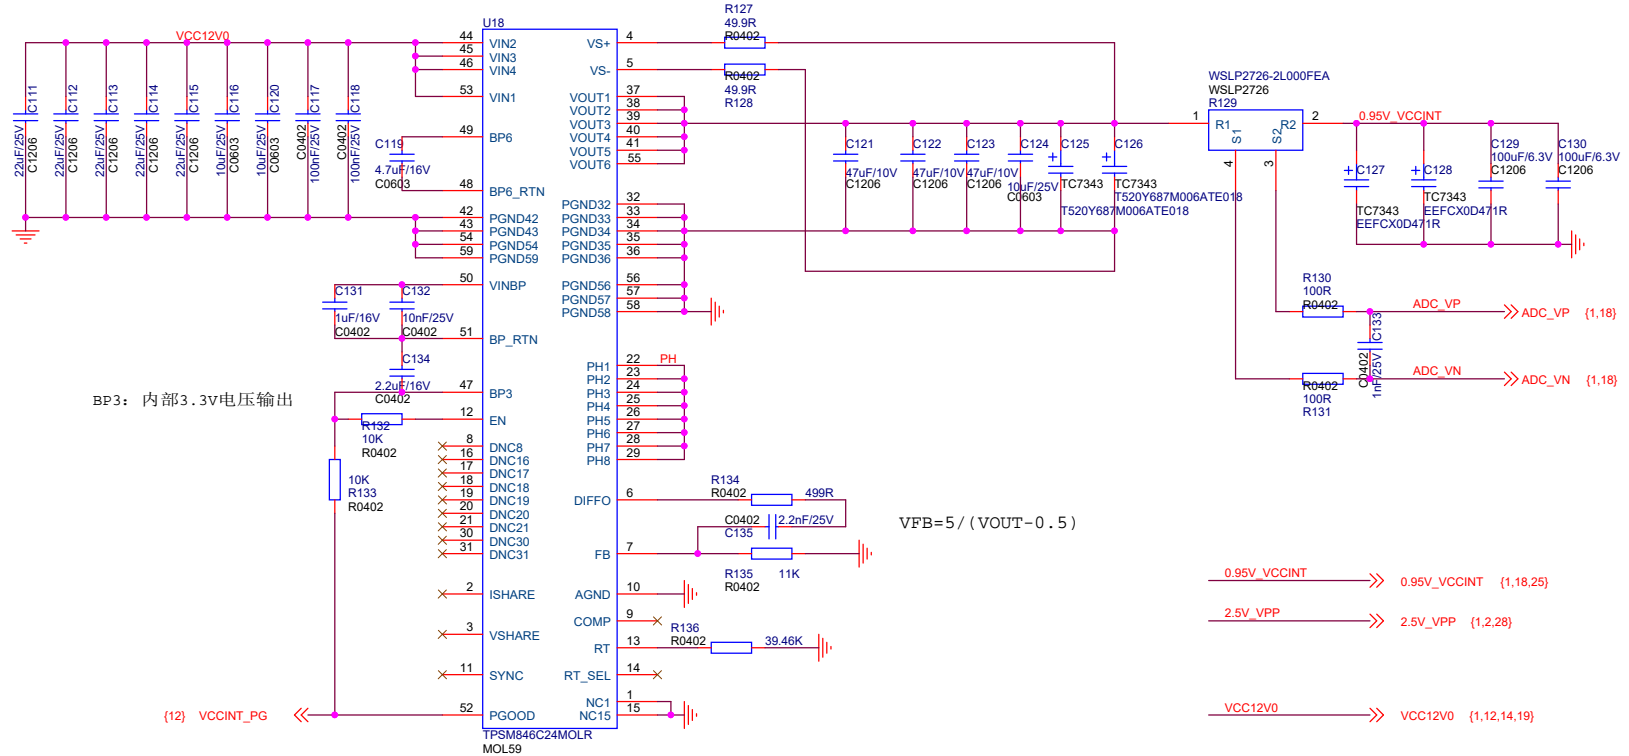 VCC12V0
C111
22uF/25V
C1206
C112
22uF/25V
C1206
C113
22uF/25V
C1206
C114
22uF/25V
C1206
C115
22uF/25V
C1206
C116
10uF/25V
C0603
C120
10uF/25V
C0603
C117
C0402
100nF/25V
C118
C0402
100nF/25V
U18
44 VIN2
45 VIN3
46 VIN4
53 VIN1
49 BP6
C119
4.7uF/16V
C0603
48 BP6_RTN
42 PGND42
43 PGND43
54 PGND54
59 PGND59
50 VINBP
C131
1uF/16V
C0402
C132
10nF/25V
C0402
51 BP_RTN
C134
2.2uF/16V
C0402
47 BP3
BP3: 内部3.3V电压输出
12 EN
R132
10K
R0402
10K
R133
R0402
8 DNC8
16 DNC16
17 DNC17
18 DNC18
19 DNC19
20 DNC20
21 DNC21
30 DNC30
31 DNC31
2 ISHARE
3 VSHARE
11 SYNC
52 PGOOD
{12} VCCINT_PG
TPSM846C24MOLR
MOL59
VS+ 4
VS- 5
VOUT1 37
VOUT2 38
VOUT3 39
VOUT4 40
VOUT5 41
VOUT6 55
PGND32 32
PGND33 33
PGND34 34
PGND35 35
PGND36 36
PGND56 56
PGND57 57
PGND58 58
PH1 22 PH
PH2 23
PH3 24
PH4 25
PH5 26
PH6 27
PH7 28
PH8 29
DIFFO 6
FB 7
AGND 10
COMP 9
RT 13
RT_SEL 14
NC1 1
NC15 15
R127
49.9R
R0402
R0402
49.9R
R128
C121
47uF/10V
C1206
C122
47uF/10V
C1206
C123
47uF/10V
C1206
C124
10uF/25V
C0603
C125
TC7343
T520Y687M006ATE018
C126
TC7343
T520Y687M006ATE018
WSLP2726-2L000FEA
WSLP2726
R129
1 R1 S1 S2 R2 2
4 3
0.95V_VCCINT
C127
TC7343
EEFCX0D471R
C128
TC7343
EEFCX0D471R
C129
100uF/6.3V
C1206
C130
100uF/6.3V
C1206
R130
100R
R0402
ADC_VP
ADC_VP {1,18}
C133
C0402
1nF/25V
ADC_VN
ADC_VN {1,18}
R0402
100R
R131
R134
R0402 499R
C0402 2.2nF/25V
C135
R135 11K
R0402
R136
R0402 39.46K
VFB=5/(VOUT-0.5)
0.95V_VCCINT
0.95V_VCCINT {1,18,25}
2.5V_VPP
2.5V_VPP {1,2,28}
VCC12V0
VCC12V0 {1,12,14,19}